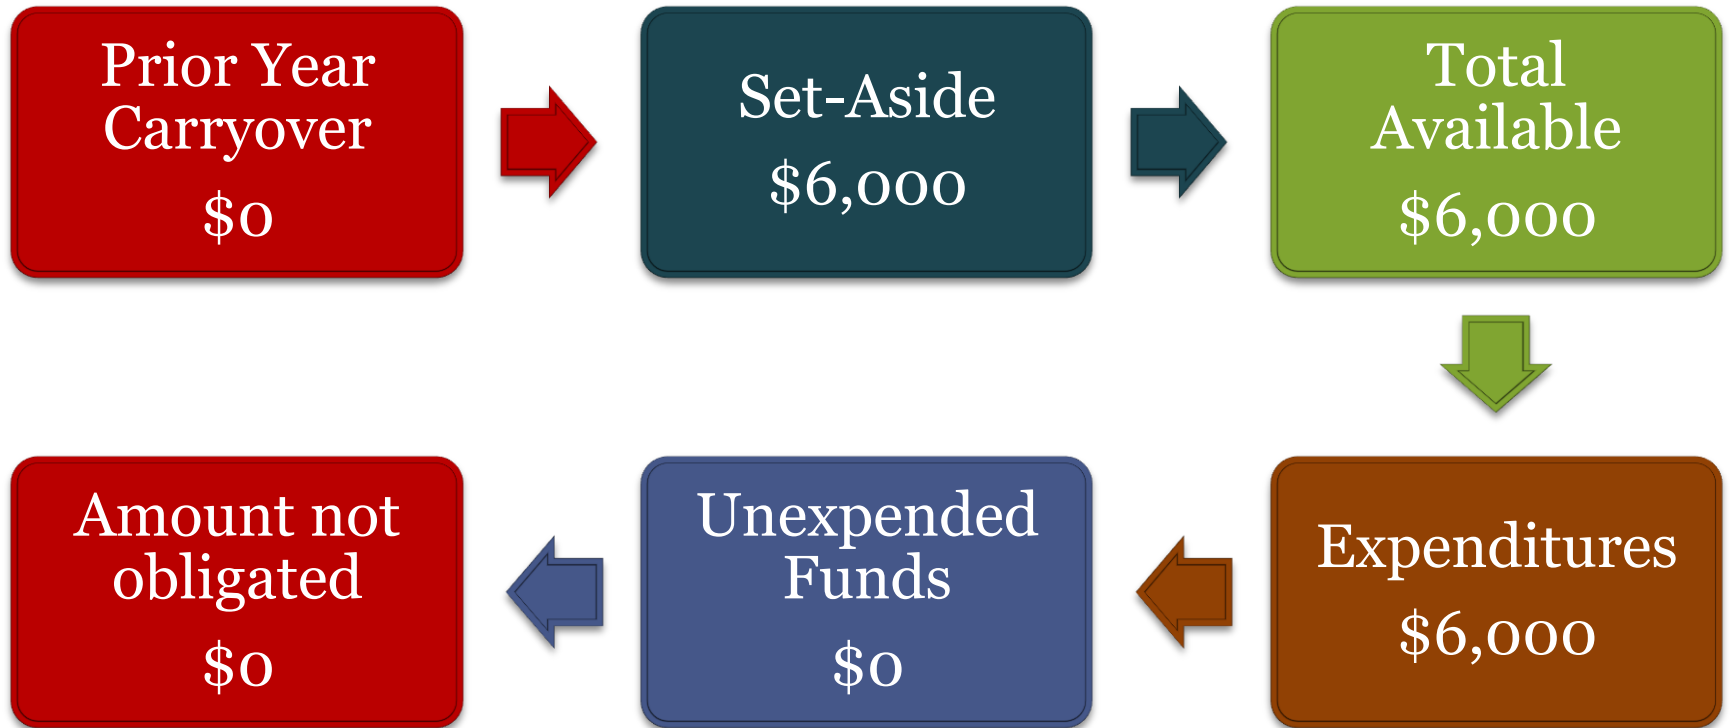 Prior Year
Carryover
$0
Set-Aside
$6,000
Total
Available
$6,000
Expenditures
$6,000
Unexpended
Funds
$0
Amount not
obligated
$0